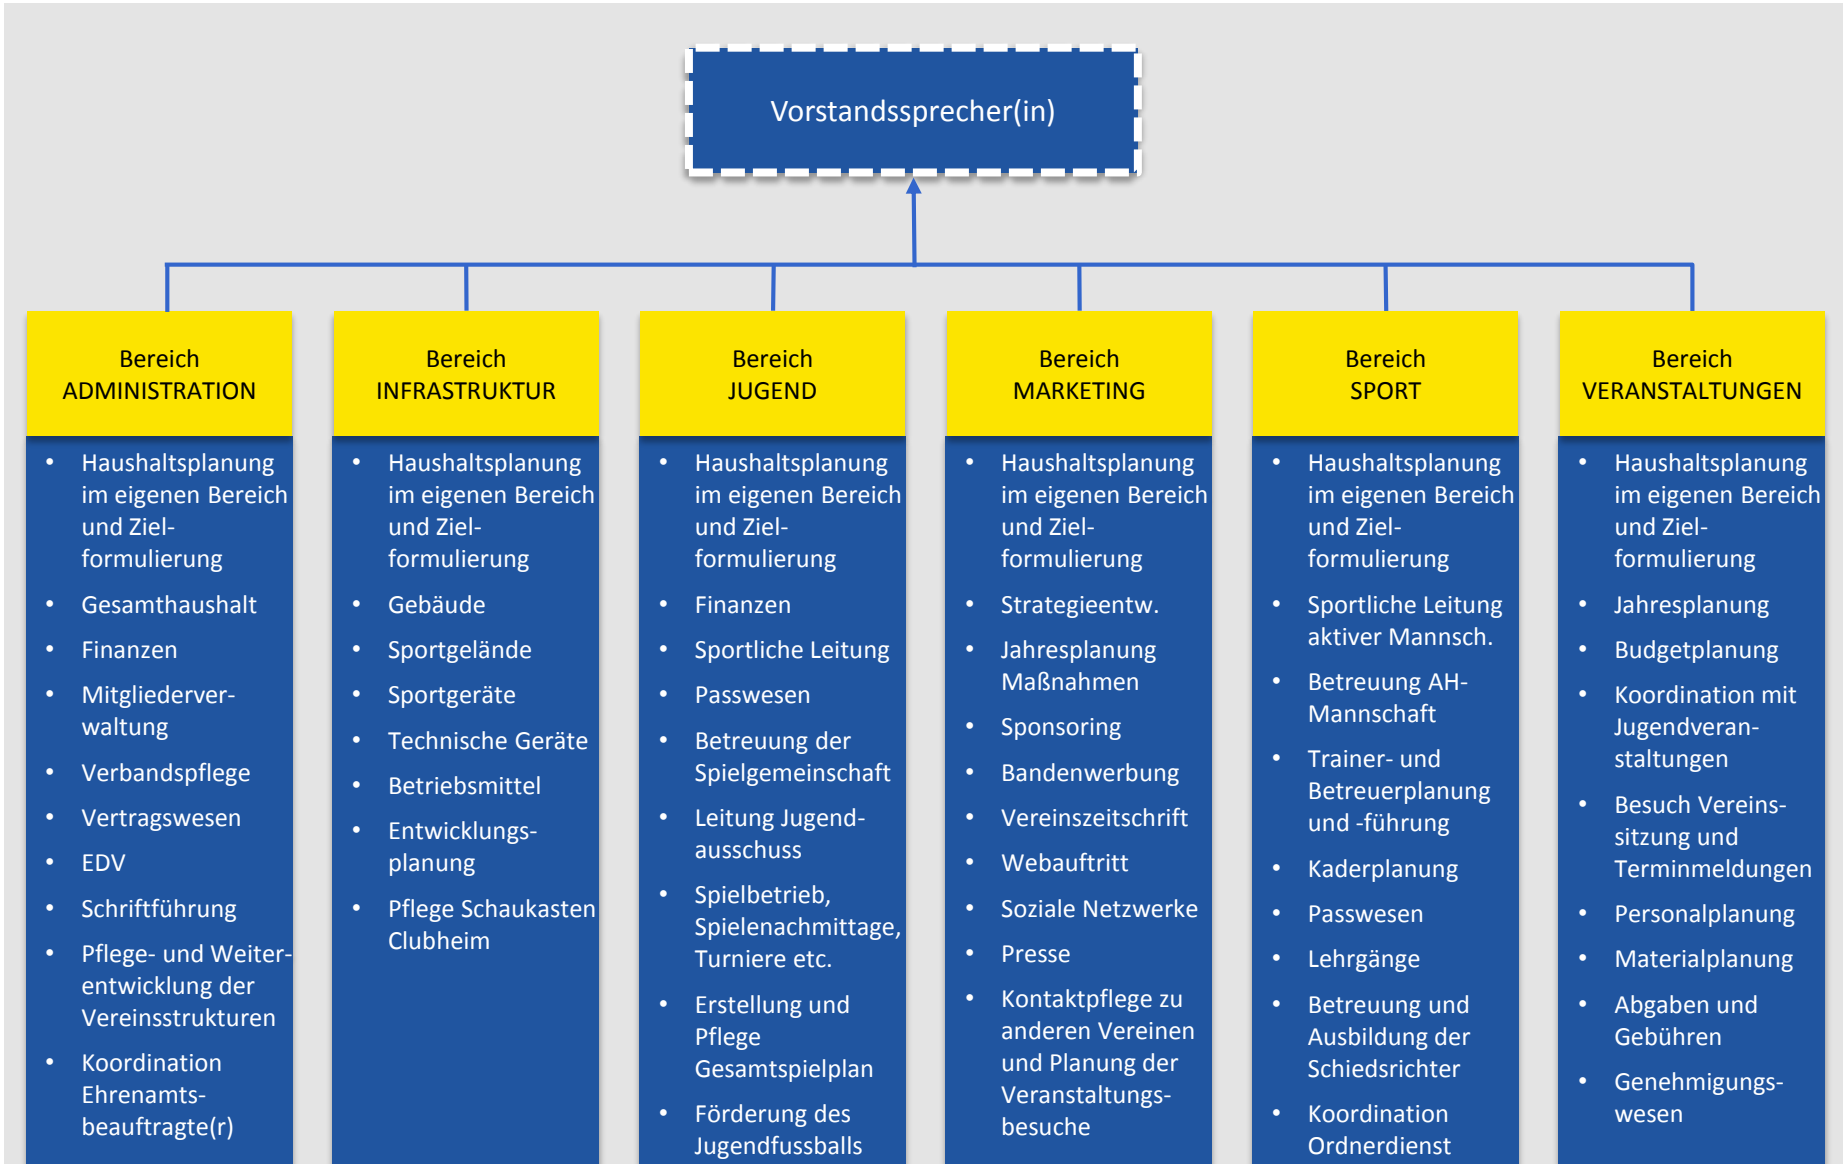 Vorstandssprecher(in)
Bereich
ADMINISTRATION
• Haushaltsplanung
im eigenen Bereich
und Ziel-
formulierung
• Gesamthaushalt
• Finanzen
• Mitgliederver-
waltung
• Verbandspflege
• Vertragswesen
• EDV
• Schriftführung
• Pflege- und Weiter-
entwicklung der
Vereinsstrukturen
• Koordination
Ehrenamts-
beauftragte(r)
Bereich
INFRASTRUKTUR
• Haushaltsplanung
im eigenen Bereich
und Ziel-
formulierung
• Gebäude
• Sportgelände
• Sportgeräte
• Technische Geräte
• Betriebsmittel
• Entwicklungs-
planung
• Pflege Schaukasten
Clubheim
Bereich
JUGEND
• Haushaltsplanung
im eigenen Bereich
und Ziel-
formulierung
• Finanzen
• Sportliche Leitung
• Passwesen
• Betreuung der
Spielgemeinschaft
• Leitung Jugend-
ausschuss
• Spielbetrieb,
Spielenachmittage,
Turniere etc.
• Erstellung und
Pflege
Gesamtspielplan
• Förderung des
Jugendfussballs
Bereich
MARKETING
• Haushaltsplanung
im eigenen Bereich
und Ziel-
formulierung
• Strategieentw.
• Jahresplanung
Maßnahmen
• Sponsoring
• Bandenwerbung
• Vereinszeitschrift
• Webauftritt
• Soziale Netzwerke
• Presse
• Kontaktpflege zu
anderen Vereinen
und Planung der
Veranstaltungs-
besuche
Bereich
SPORT
• Haushaltsplanung
im eigenen Bereich
und Ziel-
formulierung
• Sportliche Leitung
aktiver Mannsch.
• Betreuung AH-
Mannschaft
• Trainer- und
Betreuerplanung
und -führung
• Kaderplanung
• Passwesen
• Lehrgänge
• Betreuung und
Ausbildung der
Schiedsrichter
• Koordination
Ordnerdienst
Bereich
VERANSTALTUNGEN
• Haushaltsplanung
im eigenen Bereich
und Ziel-
formulierung
• Jahresplanung
• Budgetplanung
• Koordination mit
Jugendveran-
staltungen
• Besuch Vereins-
sitzung und
Terminmeldungen
• Personalplanung
• Materialplanung
• Abgaben und
Gebühren
• Genehmigungs-
wesen